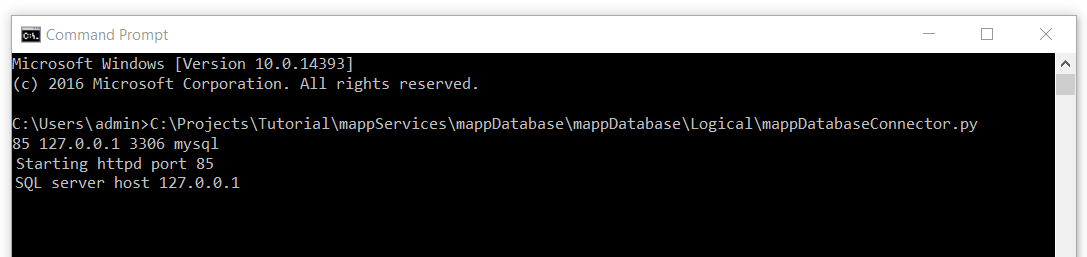 Command Prompt
Microsoft Windows [Version 10.0.14393]
(c) 2016 Microsoft Corporation. All rights reserved.
C:\Users\admin>C:\Projects\Tutorial\mappServices\mappDatabase\mappDatabase\Logical\mappDatabaseConnector.py
85 127.0.0.1 3306 mysql
Starting httpd port 85
SQL server host 127.0.0.1